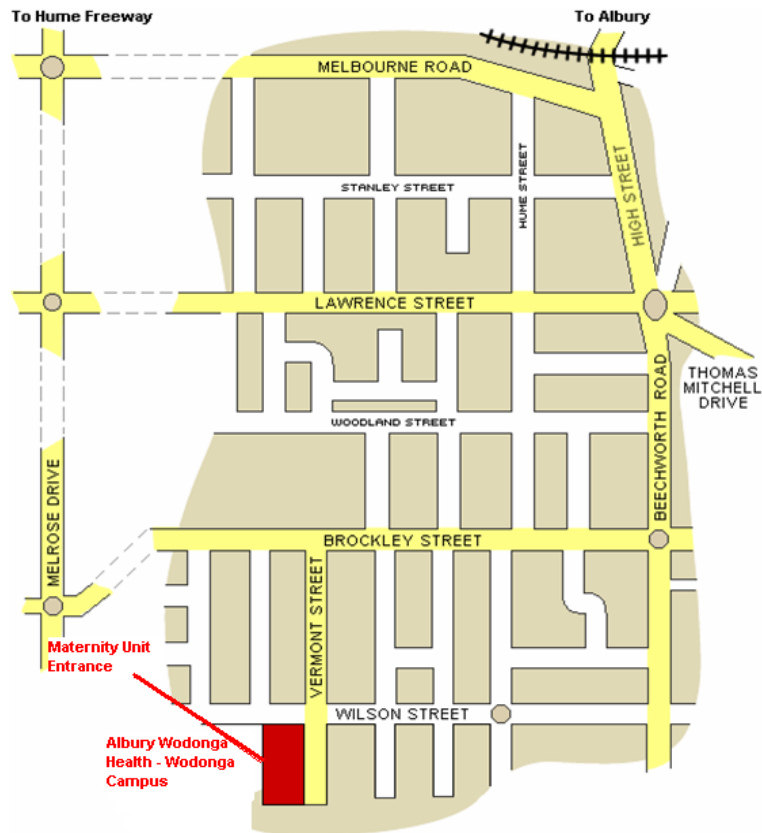 To Hume Freeway
To Albury
MELBOURNE ROAD
STANLEY STREET
HUME STREET
HIGH STREET
LAWRENCE STREET
THOMAS
MITCHELL
DRIVE
WOODLAND STREET
BEECHWORTH ROAD
MELROSE DRIVE
BROCKLEY STREET
VERMONT STREET
Maternity Unit
Entrance
WILSON STREET
Albury Wodonga
Health - Wodonga
Campus